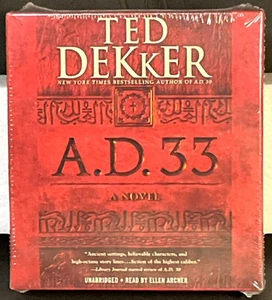 TED
DEKKER
NEW YORK TIMES BESTSELLING AUTHOR OF A.D. 30
A.D. 33
A NOVEL
"Ancient settings, believable characters, and
high-octane story lines...fiction of the highest caliber."
—Library Journal starred review of A.D. 30
UNABRIDGED • READ BY ELLEN ARCHER